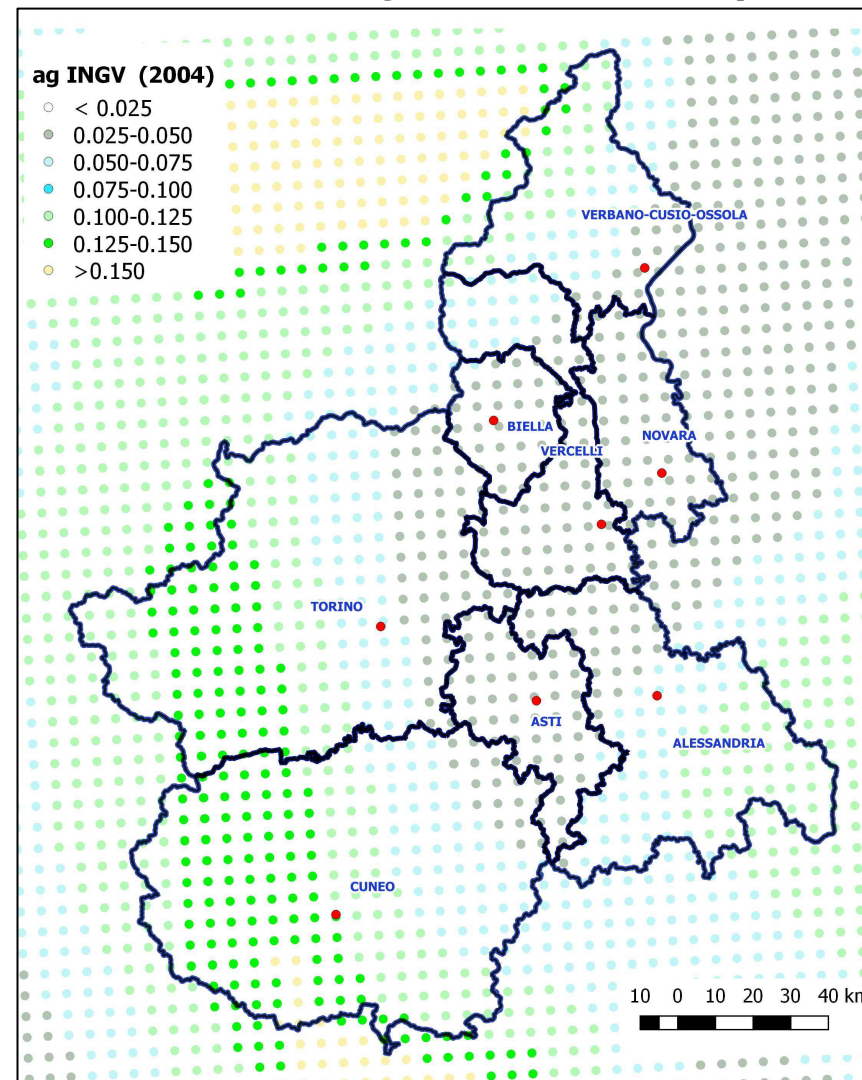 ag INGV (2004)
< 0.025
0.025-0.050
0.050-0.075
0.075-0.100
0.100-0.125
0.125-0.150
>0.150
VERBANO-CUSIO-OSSOLA
BIELLA
NOVARA
VERCELLI
TORINO
ASTI
ALESSANDRIA
CUNEO
10 0 10 20 30 40 km